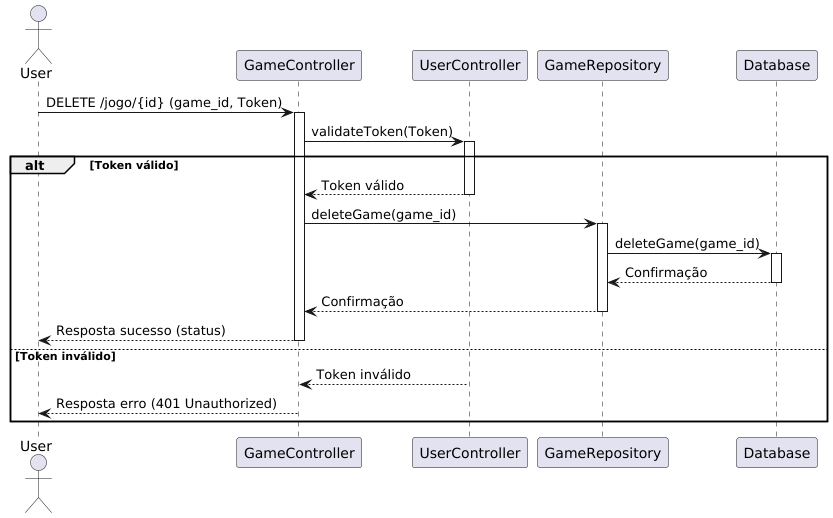 User
GameController
UserController
GameRepository
Database
DELETE /jogo/{id} (game_id, Token)
validateToken(Token)
alt
[Token válido]
Token válido
deleteGame(game_id)
deleteGame(game_id)
Confirmação
Confirmação
Resposta sucesso (status)
[Token inválido]
Token inválido
Resposta erro (401 Unauthorized)
User
GameController
UserController
GameRepository
Database